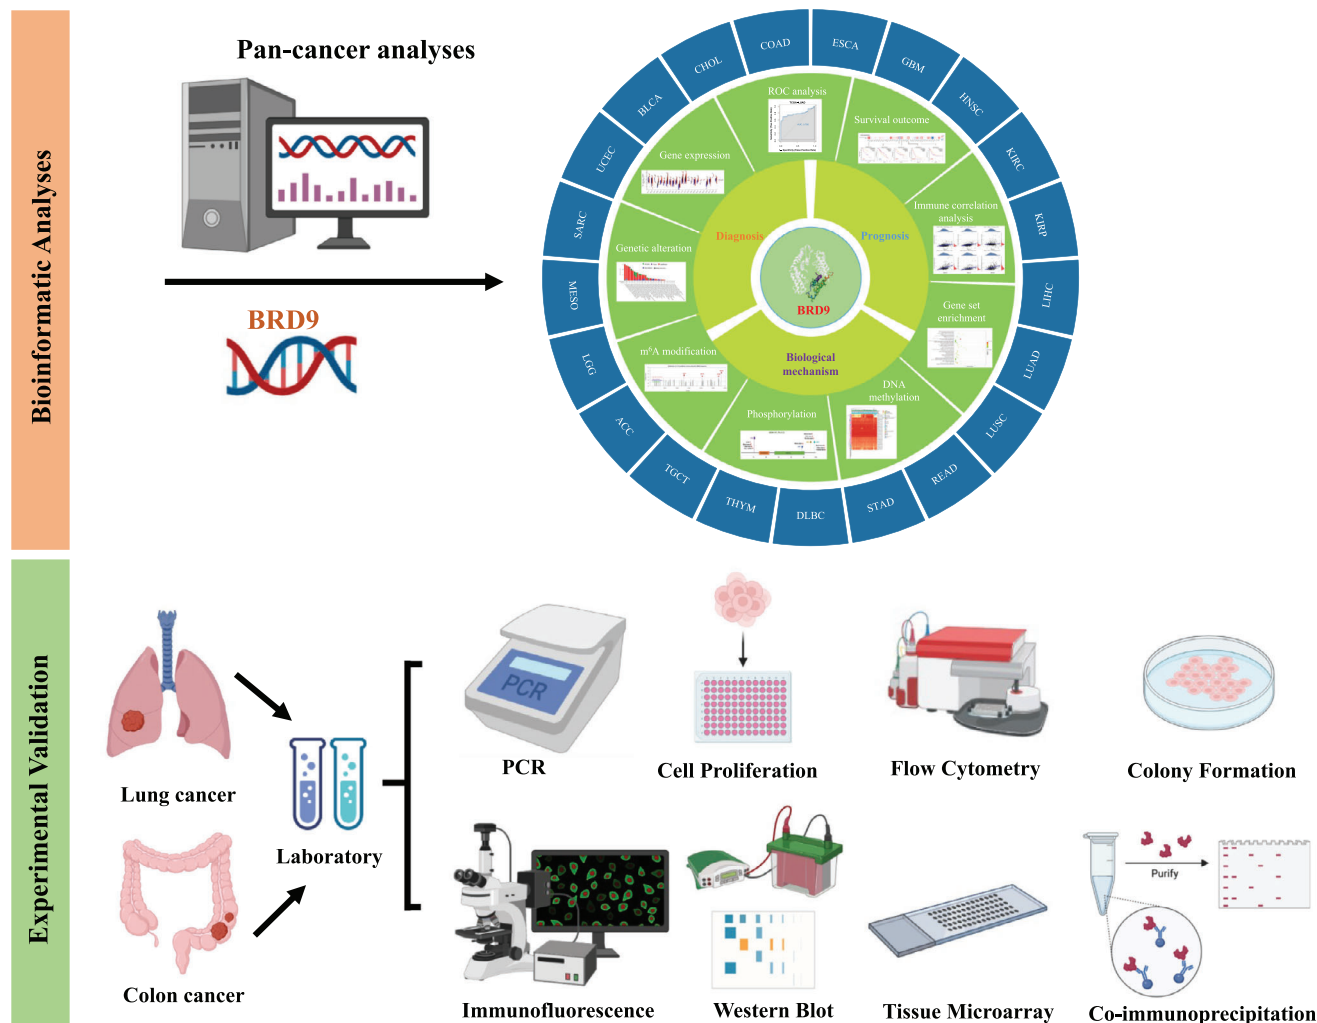 Bioinformatic Analyses
Pan-cancer analyses
BRD9
COAD
ESCA
GBM
HNSC
KIRC
KIRP
LIHC
LUAD
LUSC
READ
STAD
DLBC
THYM
TGCT
ACC
LGG
MESO
SARC
UCEC
BLCA
CHOL
ROC analysis
Survival outcome
Immune correlation
analysis
Gene set
enrichment
DNA
methylation
Phosphorylation
m⁶A modification
Genetic alteration
Gene expression
Diagnosis
Prognosis
Biological
mechanism
BRD9
Experimental Validation
Lung cancer
Colon cancer
Laboratory
PCR
PCR
Cell Proliferation
Flow Cytometry
Colony Formation
Immunofluorescence
Western Blot
Tissue Microarray
Purify
Co-immunoprecipitation